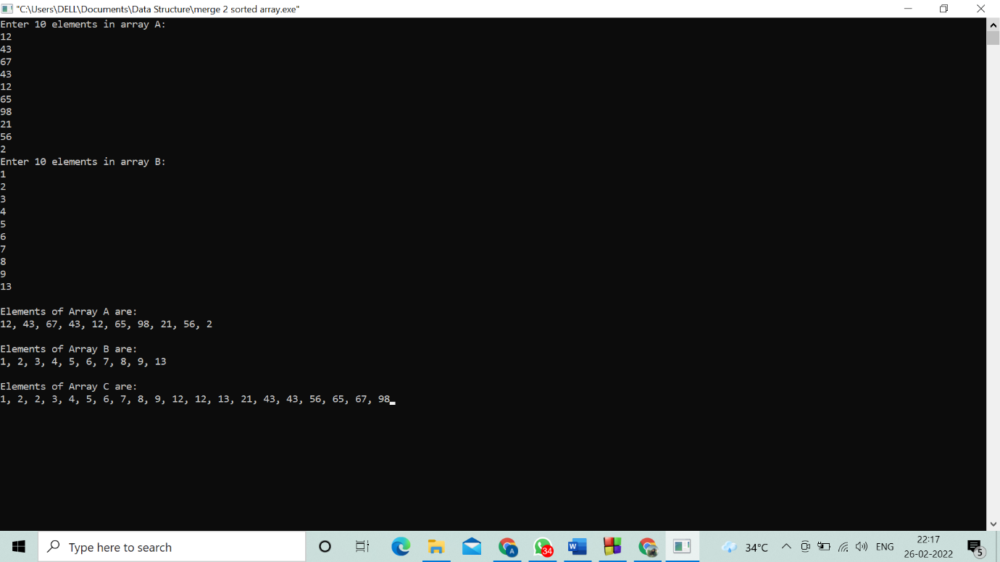 "C:\Users\DELL\Documents\Data Structure\merge 2 sorted array.exe"
Enter 10 elements in array A:
12
43
67
43
12
65
98
21
56
2
Enter 10 elements in array B:
1
2
3
4
5
6
7
8
9
13
Elements of Array A are:
12, 43, 67, 43, 12, 65, 98, 21, 56, 2
Elements of Array B are:
1, 2, 3, 4, 5, 6, 7, 8, 9, 13
Elements of Array C are:
1, 2, 2, 3, 4, 5, 6, 7, 8, 9, 12, 12, 13, 21, 43, 43, 56, 65, 67, 98
Type here to search
A
34
W
34°C
ENG
22:17
26-02-2022
5